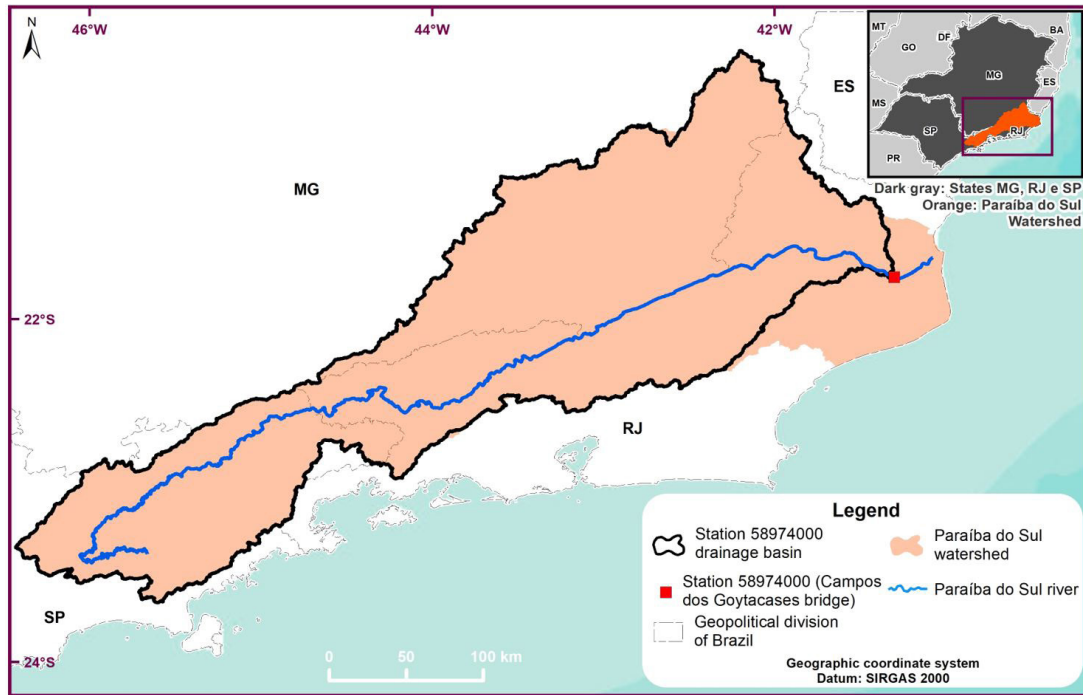 N
46°W
44°W
42°W
22°S
24°S
MG
ES
RJ
SP
MT
GO
DF
BA
MG
ES
MS
SP
RJ
PR
Dark gray: States MG, RJ e SP
Orange: Paraíba do Sul
Watershed
0 50 100 km
Legend
Station 58974000
drainage basin
Paraíba do Sul
watershed
Station 58974000 (Campos
dos Goytacases bridge)
Paraíba do Sul river
Geopolitical division
of Brazil
Geographic coordinate system
Datum: SIRGAS 2000